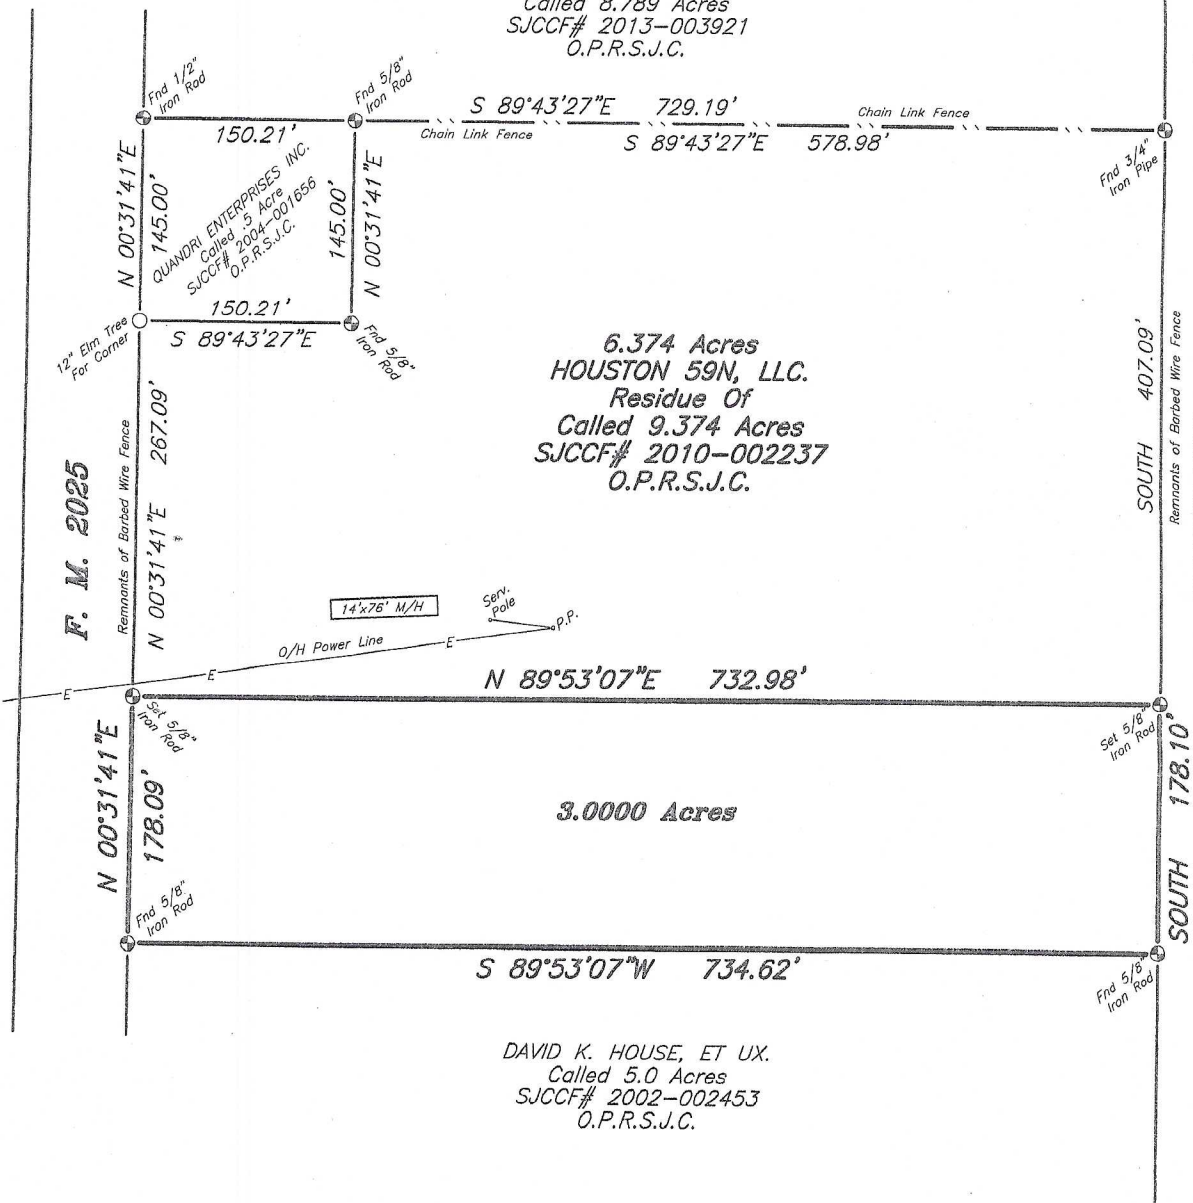 Called 8.789 Acres
SJCCF# 2013-003921
O.P.R.S.J.C.
Fnd 1/2"
Iron Rod
Fnd 5/8"
Iron Rod
S 89°43'27"E 729.19'
Chain Link Fence
Chain Link Fence
150.21'
S 89°43'27"E 578.98'
Fnd 3/4"
Iron Pipe
N 00°31'41"E
145.00'
QUANDRI ENTERPRISES INC.
Called .5 Acre
SJCCF# 2004-001656
O.P.R.S.J.C.
145.00'
N 00°31'41"E
150.21'
S 89°43'27"E
12" Elm Tree
For Corner
Fnd 5/8"
Iron Rod
6.374 Acres
HOUSTON 59N, LLC.
Residue Of
Called 9.374 Acres
SJCCF# 2010-002237
O.P.R.S.J.C.
SOUTH 407.09'
Remnants of Barbed Wire Fence
F. M. 2025
Remnants of Barbed Wire Fence
N 00°31'41"E 267.09'
14'x76' M/H
Serv.
Pole
P.P.
O/H Power Line
E
E
E
N 89°53'07"E 732.98'
Set 5/8"
Iron Rod
Set 5/8"
Iron Rod
N 00°31'41"E
178.09'
3.0000 Acres
SOUTH 178.10'
Fnd 5/8"
Iron Rod
S 89°53'07"W 734.62'
Fnd 5/8"
Iron Rod
DAVID K. HOUSE, ET UX.
Called 5.0 Acres
SJCCF# 2002-002453
O.P.R.S.J.C.